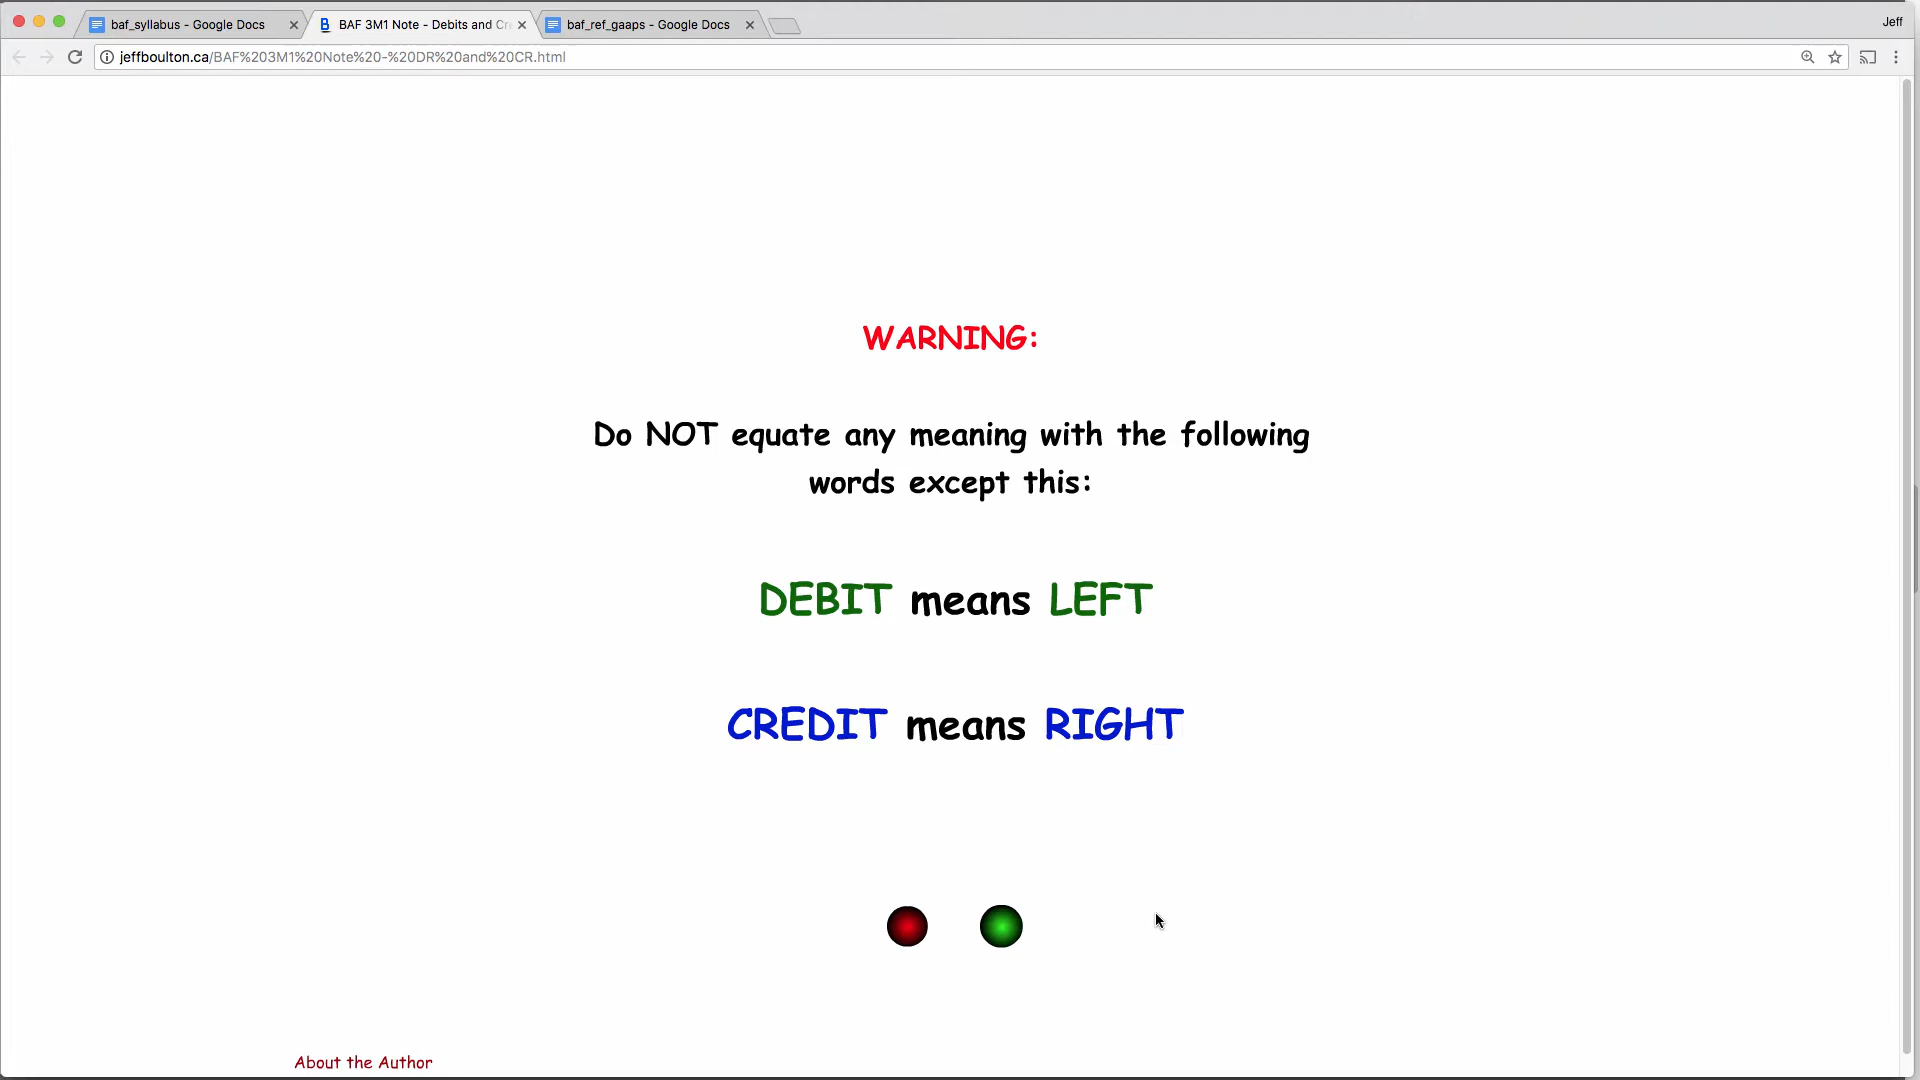 baf_syllabus - Google Docs
BAF 3M1 Note - Debits and Cre
baf_ref_gaaps - Google Docs
Jeff
jeffboulton.ca/BAF%203M1%20Note%20-%20DR%20and%20CR.html
WARNING:
Do NOT equate any meaning with the following
words except this:
DEBIT means LEFT
CREDIT means RIGHT
About the Author